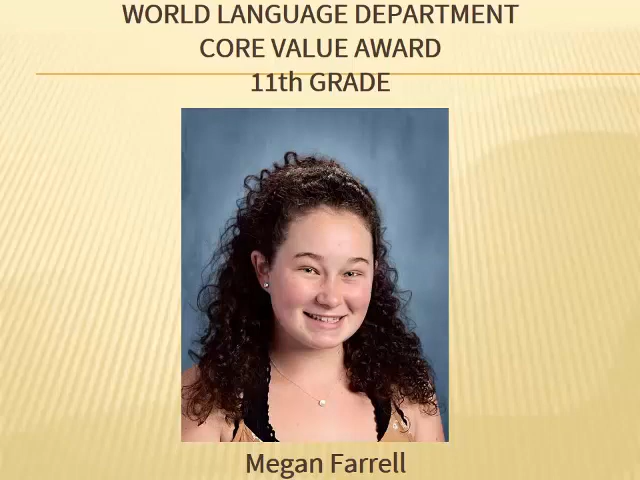 WORLD LANGUAGE DEPARTMENT
CORE VALUE AWARD
11th GRADE
Megan Farrell